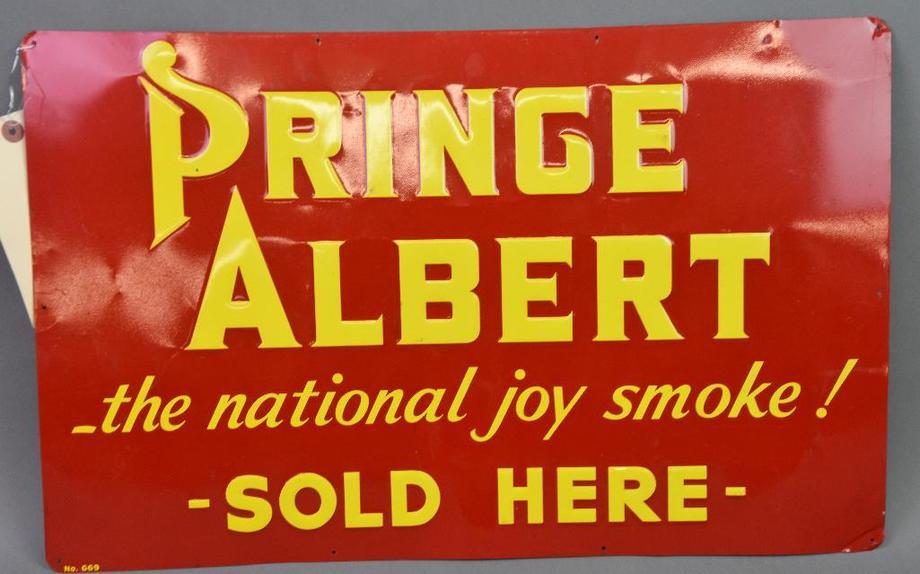 PRINCE
ALBERT
-the national joy smoke!
-SOLD HERE-
No. 669